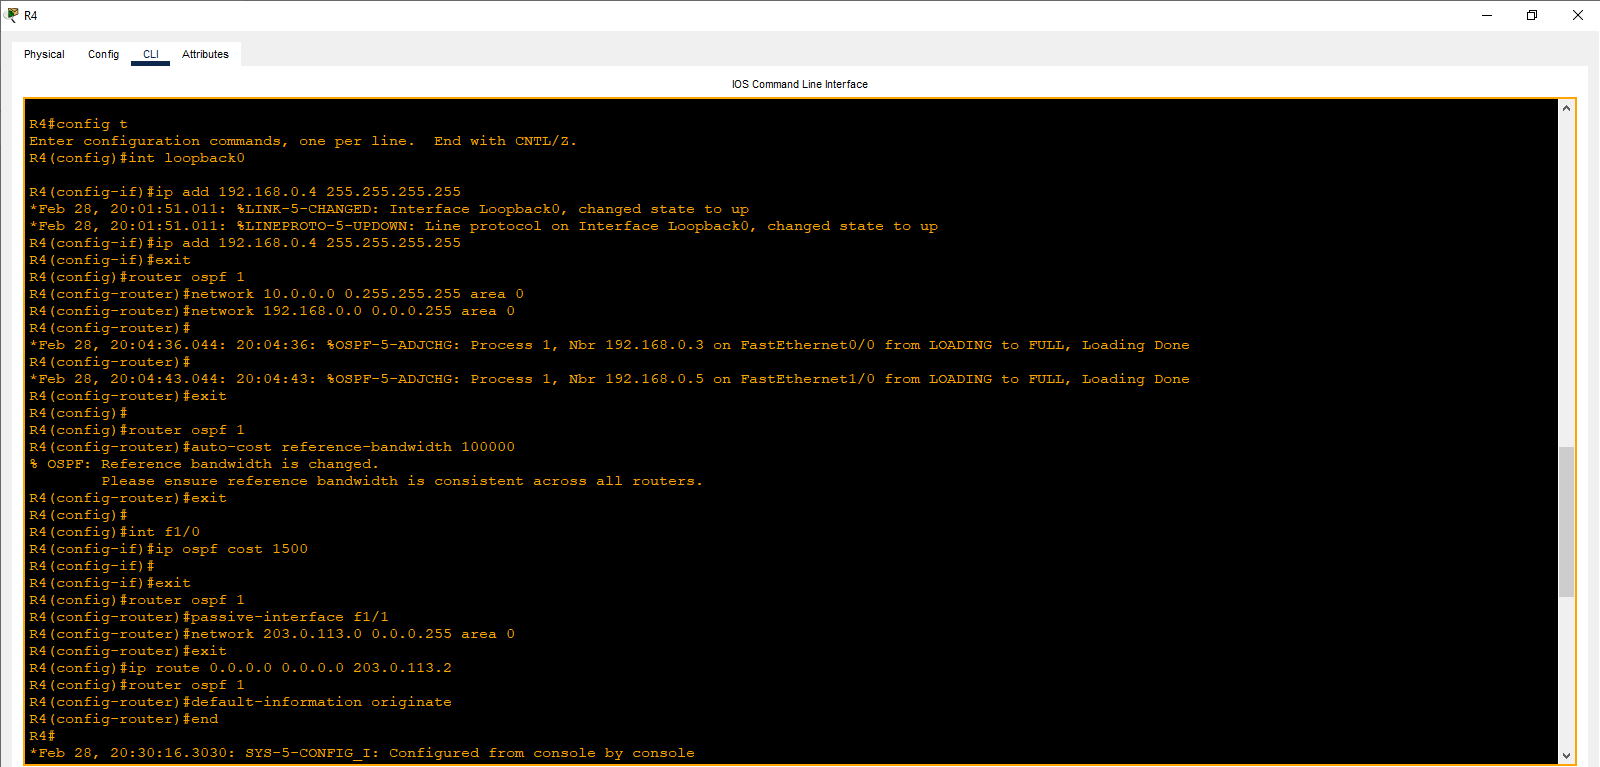 R4
Physical Config CLI Attributes
IOS Command Line Interface
R4#config t
Enter configuration commands, one per line.  End with CNTL/Z.
R4(config)#int loopback0
R4(config-if)#ip add 192.168.0.4 255.255.255.255
*Feb 28, 20:01:51.011: %LINK-5-CHANGED: Interface Loopback0, changed state to up
*Feb 28, 20:01:51.011: %LINEPROTO-5-UPDOWN: Line protocol on Interface Loopback0, changed state to up
R4(config-if)#ip add 192.168.0.4 255.255.255.255
R4(config-if)#exit
R4(config)#router ospf 1
R4(config-router)#network 10.0.0.0 0.255.255.255 area 0
R4(config-router)#network 192.168.0.0 0.0.0.255 area 0
R4(config-router)#
*Feb 28, 20:04:36.044: 20:04:36: %OSPF-5-ADJCHG: Process 1, Nbr 192.168.0.3 on FastEthernet0/0 from LOADING to FULL, Loading Done
R4(config-router)#
*Feb 28, 20:04:43.044: 20:04:43: %OSPF-5-ADJCHG: Process 1, Nbr 192.168.0.5 on FastEthernet1/0 from LOADING to FULL, Loading Done
R4(config-router)#exit
R4(config)#
R4(config)#router ospf 1
R4(config-router)#auto-cost reference-bandwidth 100000
% OSPF: Reference bandwidth is changed.
        Please ensure reference bandwidth is consistent across all routers.
R4(config-router)#exit
R4(config)#
R4(config)#int f1/0
R4(config-if)#ip ospf cost 1500
R4(config-if)#
R4(config-if)#exit
R4(config)#router ospf 1
R4(config-router)#passive-interface f1/1
R4(config-router)#network 203.0.113.0 0.0.0.255 area 0
R4(config-router)#exit
R4(config)#ip route 0.0.0.0 0.0.0.0 203.0.113.2
R4(config)#router ospf 1
R4(config-router)#default-information originate
R4(config-router)#end
R4#
*Feb 28, 20:30:16.3030: SYS-5-CONFIG_I: Configured from console by console